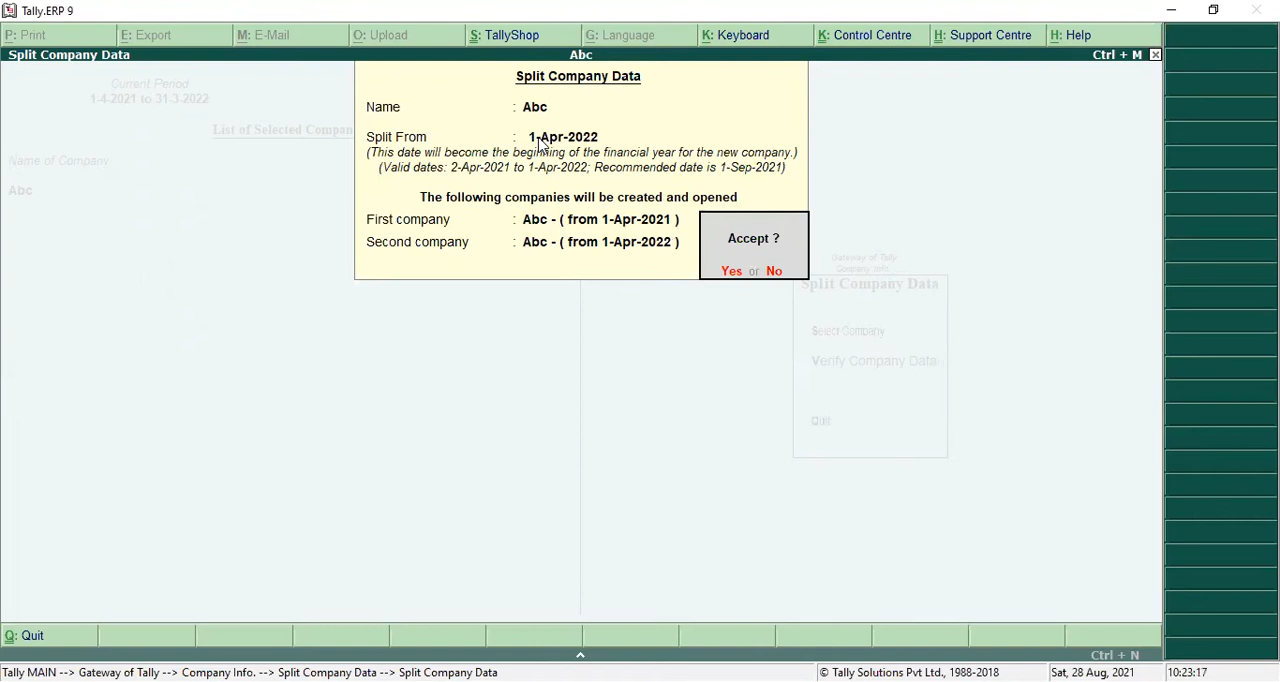 Tally.ERP 9
P: Print E: Export M: E-Mail O: Upload S: TallyShop G: Language K: Keyboard K: Control Centre H: Support Centre H: Help
Split Company Data Abc Ctrl + M
Current Period
1-4-2021 to 31-3-2022
List of Selected Compan
Name of Company
Abc
Split Company Data
Name : Abc
Split From : 1-Apr-2022
(This date will become the beginning of the financial year for the new company.)
(Valid dates: 2-Apr-2021 to 1-Apr-2022; Recommended date is 1-Sep-2021)
The following companies will be created and opened
First company : Abc - ( from 1-Apr-2021 )
Second company : Abc - ( from 1-Apr-2022 )
Accept ?
Yes or No
Gateway of Tally
Company Info.
Split Company Data
Select Company
Verify Company Data
Quit
Q: Quit
Ctrl + N
Tally MAIN --> Gateway of Tally --> Company Info. --> Split Company Data --> Split Company Data © Tally Solutions Pvt Ltd., 1988-2018 Sat, 28 Aug, 2021 10:23:17